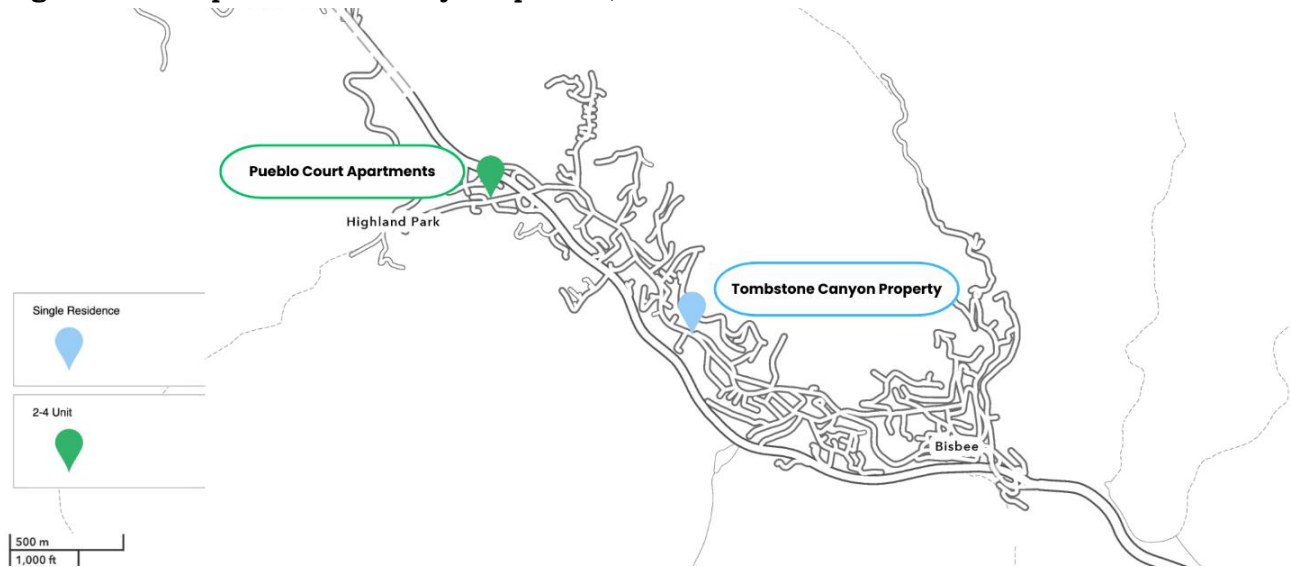 Pueblo Court Apartments
Highland Park
Tombstone Canyon Property
Single Residence
2-4 Unit
Bisbee
500 m
1,000 ft